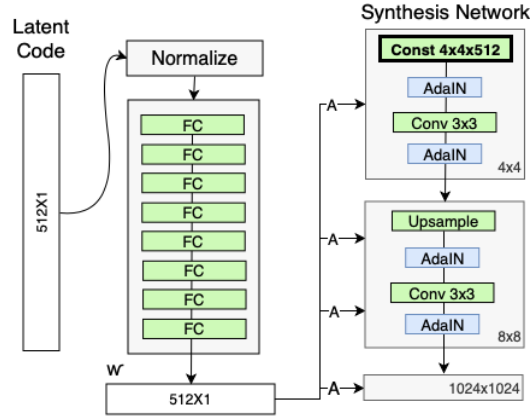 Latent
Code
512X1
Normalize
FC
FC
FC
FC
FC
FC
FC
FC
w
512X1
Synthesis Network
A
Const 4x4x512
AdaIN
Conv 3x3
AdaIN
4x4
A
Upsample
AdaIN
A
Conv 3x3
AdaIN
8x8
A
1024x1024